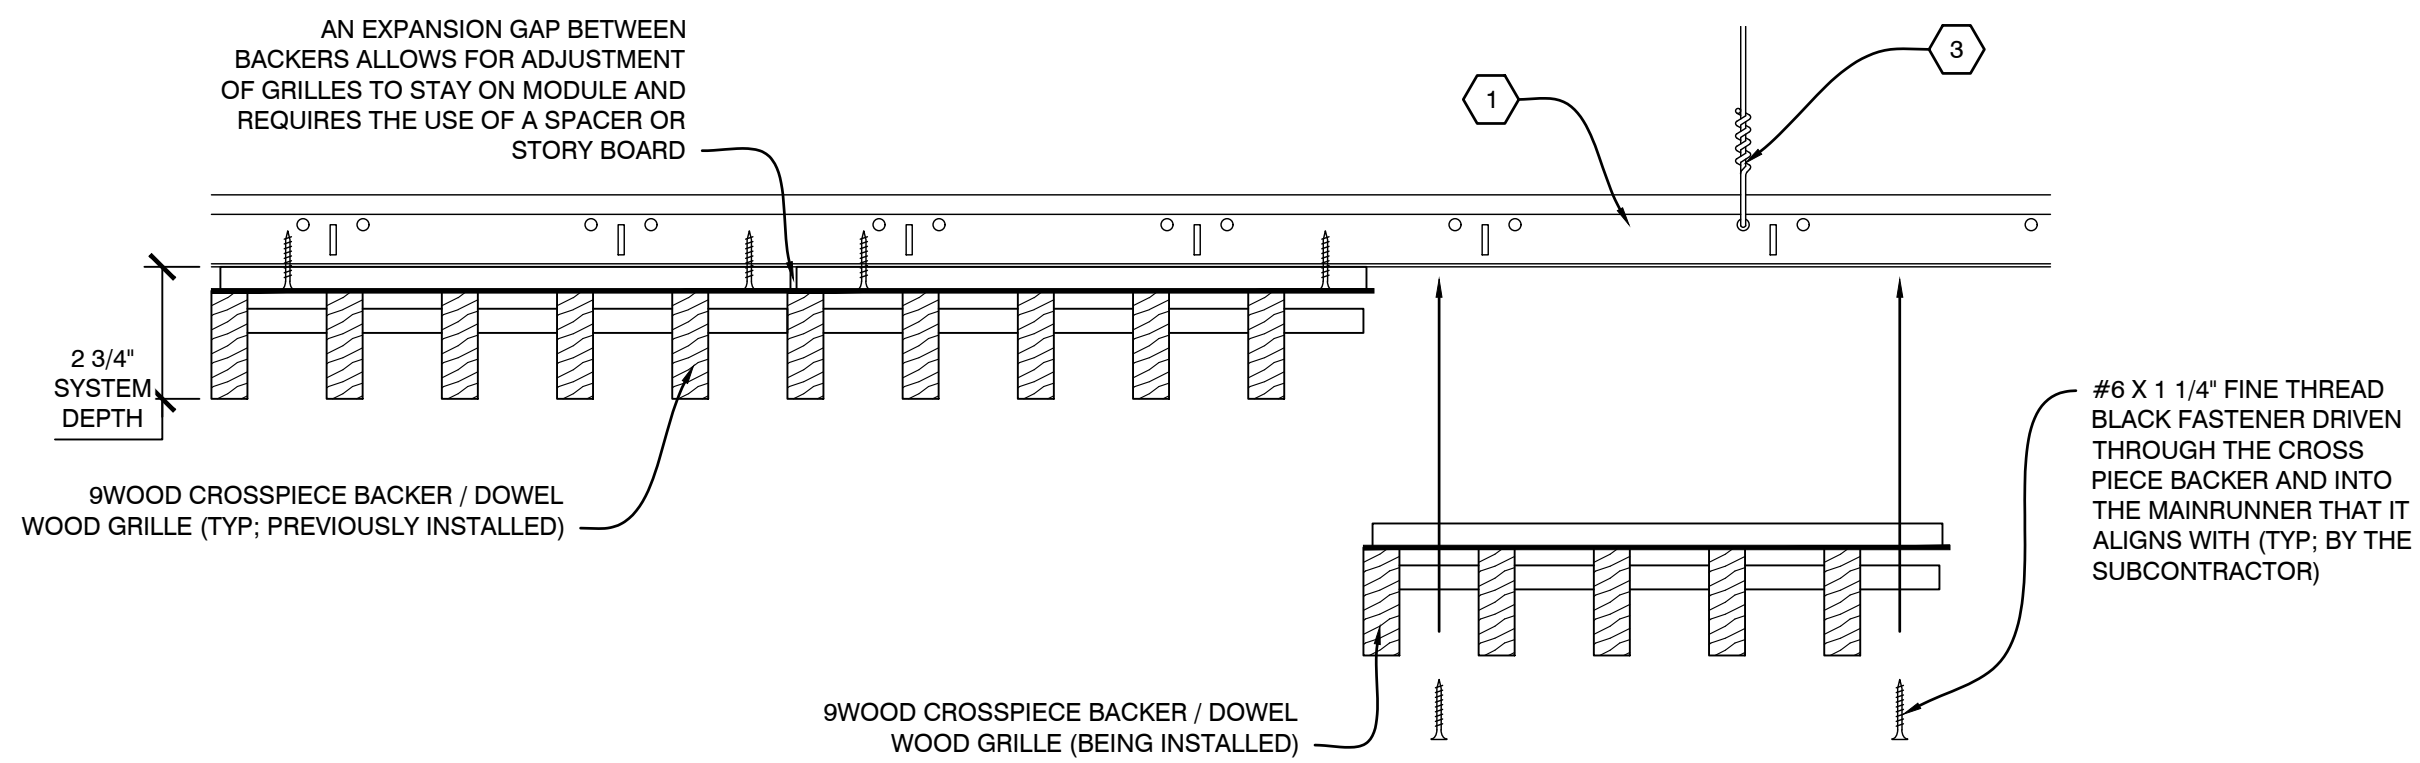 AN EXPANSION GAP BETWEEN
BACKERS ALLOWS FOR ADJUSTMENT
OF GRILLES TO STAY ON MODULE AND
REQUIRES THE USE OF A SPACER OR
STORY BOARD
1
3
2 3/4"
SYSTEM
DEPTH
9WOOD CROSSPIECE BACKER / DOWEL
WOOD GRILLE (TYP; PREVIOUSLY INSTALLED)
#6 X 1 1/4" FINE THREAD
BLACK FASTENER DRIVEN
THROUGH THE CROSS
PIECE BACKER AND INTO
THE MAINRUNNER THAT IT
ALIGNS WITH (TYP; BY THE
SUBCONTRACTOR)
9WOOD CROSSPIECE BACKER / DOWEL
WOOD GRILLE (BEING INSTALLED)